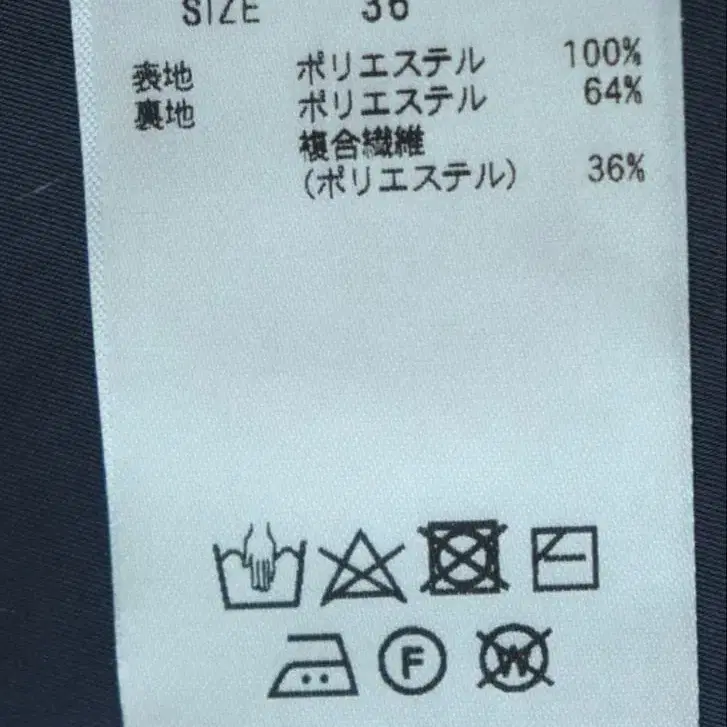 SIZE 36
表地 ポリエステル 100%
裏地 ポリエステル 64%
複合繊維
(ポリエステル) 36%
F
W